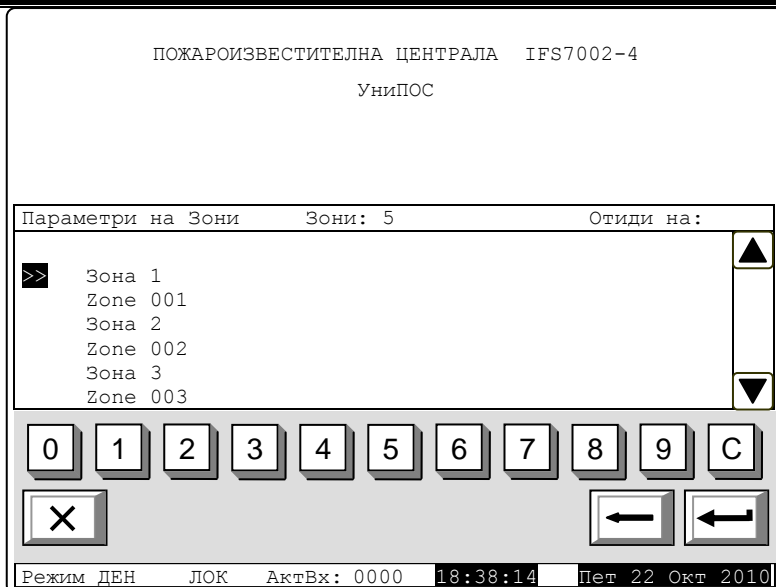 ПОЖАРОИЗВЕСТИТЕЛНА ЦЕНТРАЛА IFS7002-4
УниПОС
Параметри на Зони Зони: 5 Отиди на:
>> Зона 1
Zone 001
Зона 2
Zone 002
Зона 3
Zone 003
0 1 2 3 4 5 6 7 8 9 C
Режим ДЕН ЛОК АктВх: 0000 18:38:14 Пет 22 Окт 2010